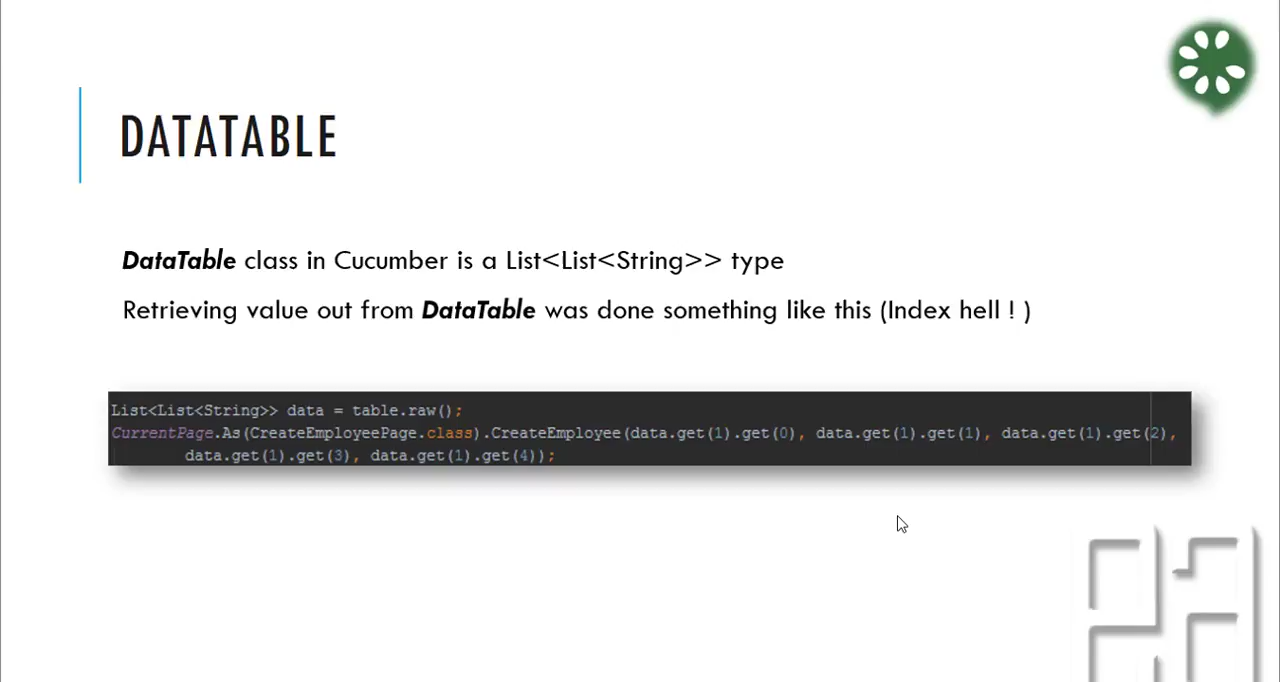 DATATABLE
DataTable class in Cucumber is a List<List<String>> type
Retrieving value out from DataTable was done something like this (Index hell ! )
List<List<String>> data = table.raw();
CurrentPage.As(CreateEmployeePage.class).CreateEmployee(data.get(1).get(0), data.get(1).get(1), data.get(1).get(2),
data.get(1).get(3), data.get(1).get(4));